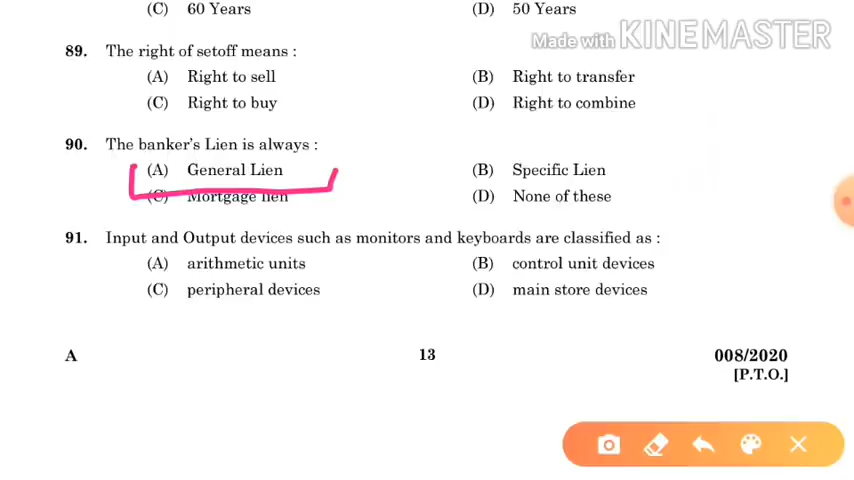 (C) 60 Years (D) 50 Years
Made with KINEMASTER
89. The right of setoff means :
(A) Right to sell (B) Right to transfer
(C) Right to buy (D) Right to combine
90. The banker's Lien is always :
(A) General Lien (B) Specific Lien
(C) Mortgage lien (D) None of these
91. Input and Output devices such as monitors and keyboards are classified as :
(A) arithmetic units (B) control unit devices
(C) peripheral devices (D) main store devices
A 13 008/2020
[P.T.O.]